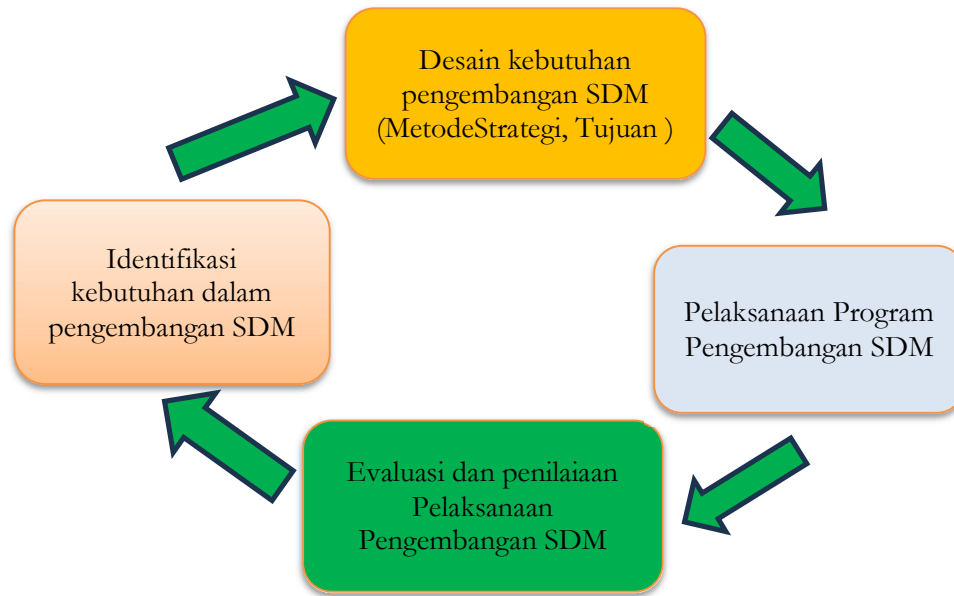 Desain kebutuhan
pengembangan SDM
(MetodeStrategi, Tujuan )
Identifikasi
kebutuhan dalam
pengembangan SDM
Pelaksanaan Program
Pengembangan SDM
Evaluasi dan penilaiaan
Pelaksanaan
Pengembangan SDM